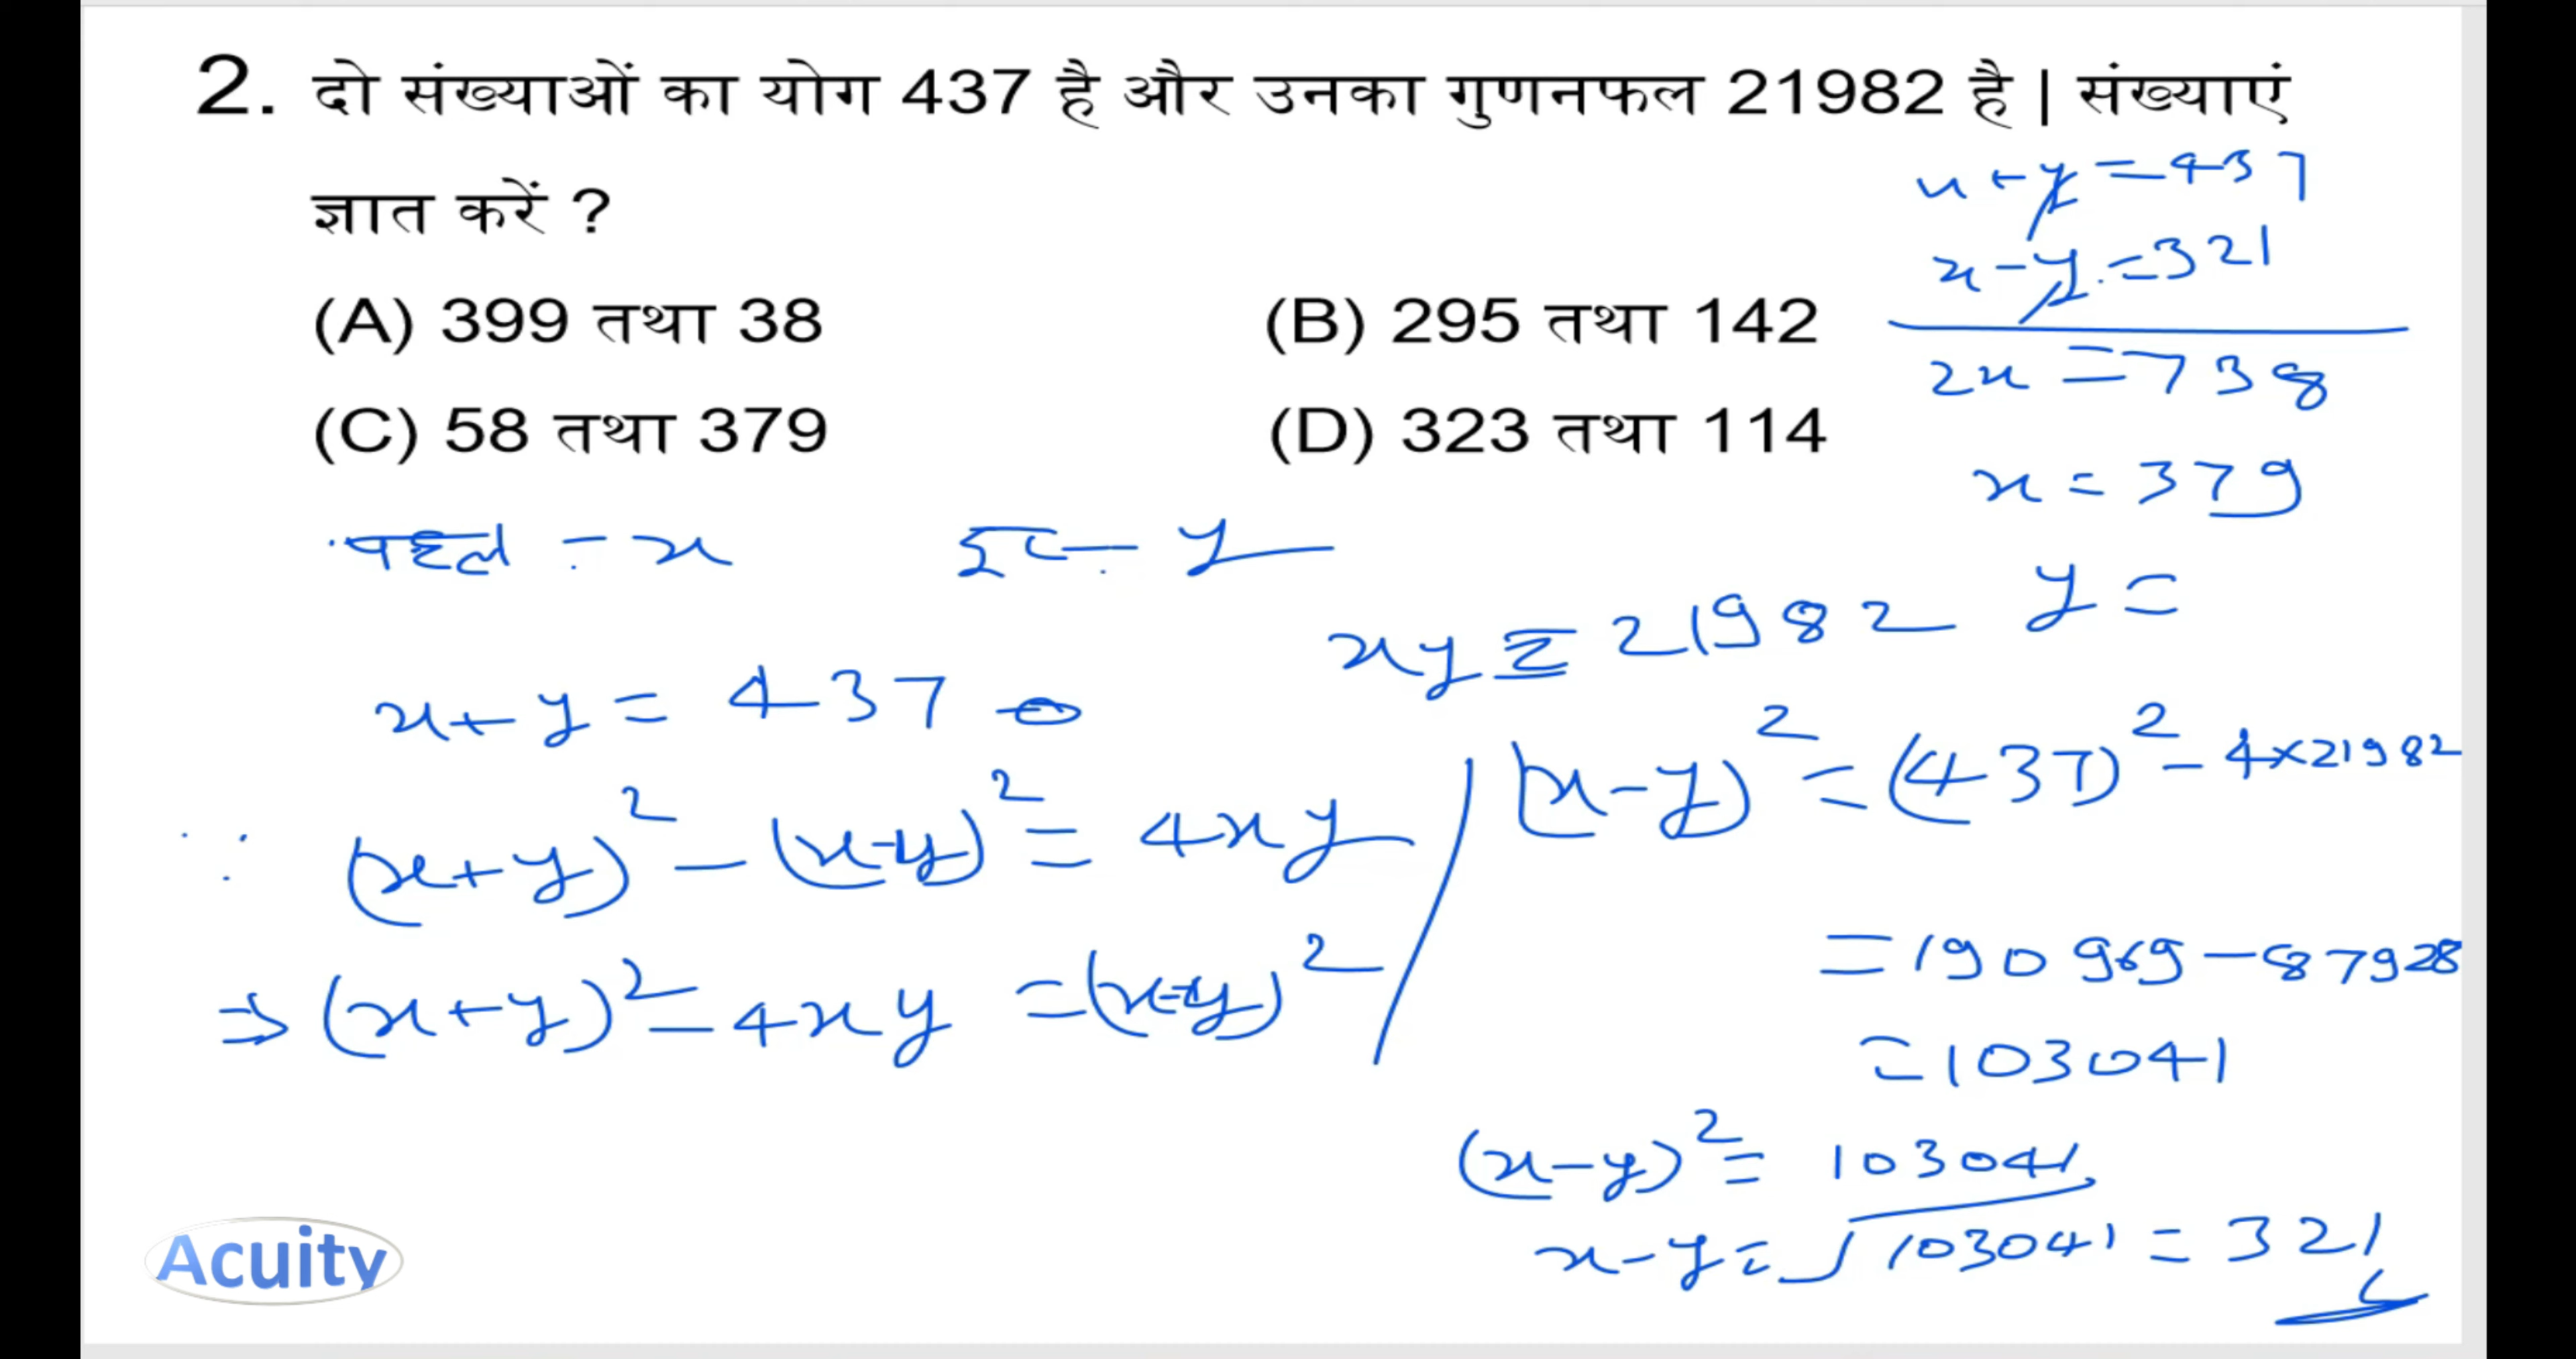 2. दो संख्याओं का योग 437 है और उनका गुणनफल 21982 है | संख्याएं
ज्ञात करें ?
(A) 399 तथा 38 (B) 295 तथा 142
(C) 58 तथा 379 (D) 323 तथा 114
x+y=437
x-y=321
2x=738
x=379
y=
पहल = x y
xy=21982
x+y=437
∵ (x+y)²-(x-y)²=4xy
⇒(x+y)²-4xy=(x-y)²
(x-y)²=(437)²-4×21982
=190969-87928
=103041
(x-y)²=103041
x-y=√103041=321
Acuity